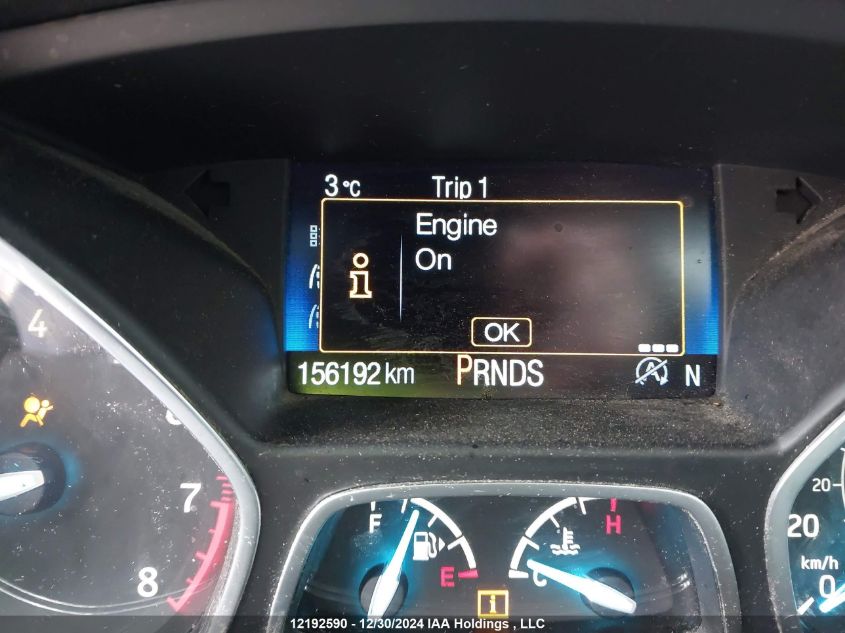 3 °C Trip 1
Engine
On
OK
156192 km PRNDS N
4
7
8
F E
H C
20
20
km/h
0
12192590 - 12/30/2024 IAA Holdings , LLC